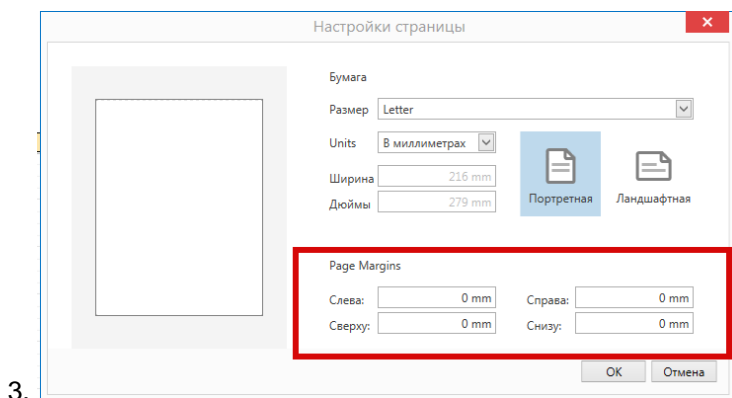 Настройки страницы
Бумага
Размер Letter
Units В миллиметрах
Ширина 216 mm
Дюймы 279 mm
Портретная Ландшафтная
Page Margins
Слева: 0 mm Справа: 0 mm
Сверху: 0 mm Снизу: 0 mm
ОК Отмена
3.